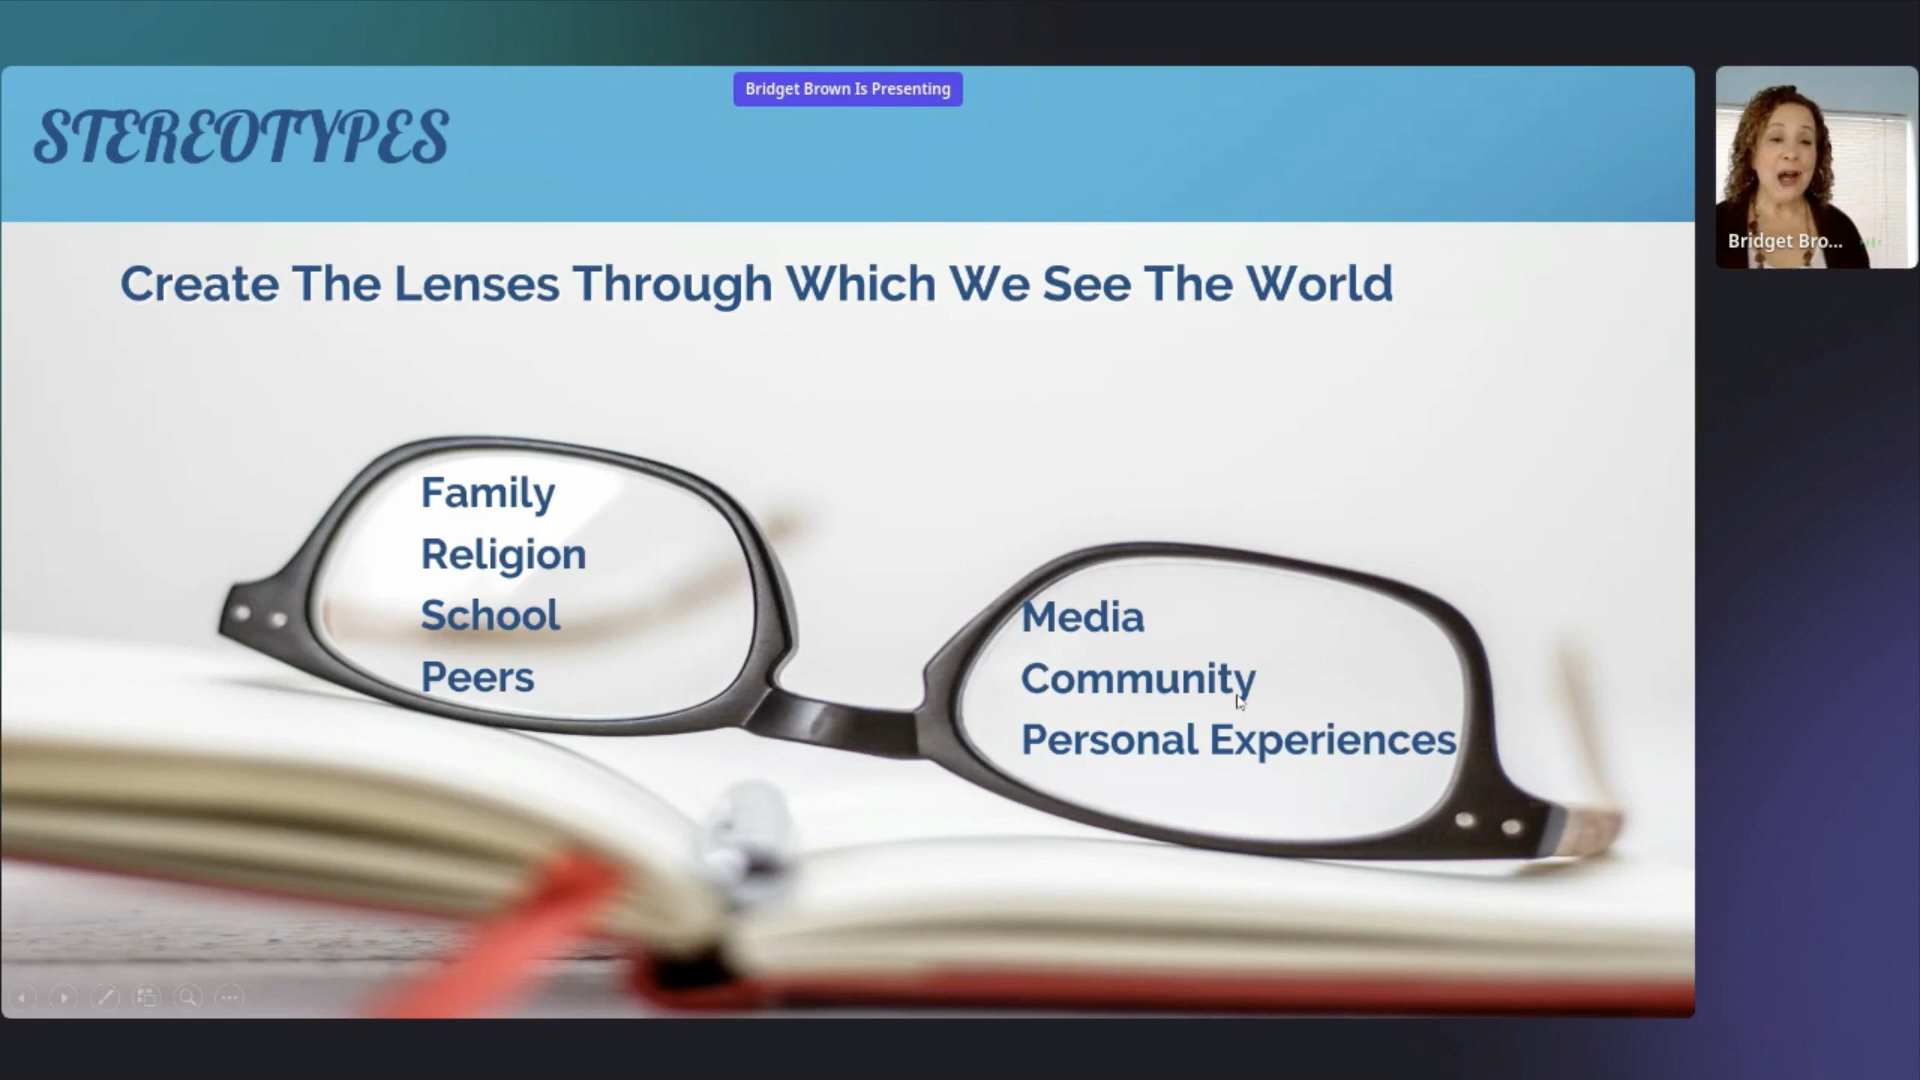 Bridget Brown Is Presenting
STEREOTYPES
Create The Lenses Through Which We See The World
Family
Religion
School
Peers
Media
Community
Personal Experiences
Bridget Bro...